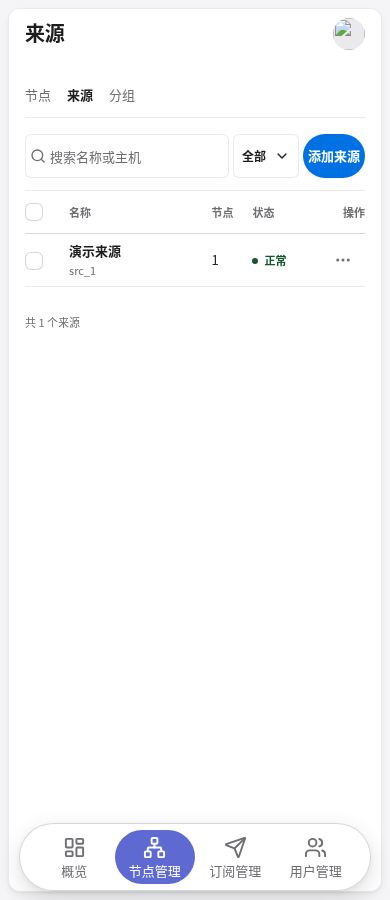 来源
节点 来源 分组
搜索名称或主机 全部 添加来源
名称 节点 状态 操作
演示来源 1 正常
src_1
共 1 个来源
概览 节点管理 订阅管理 用户管理